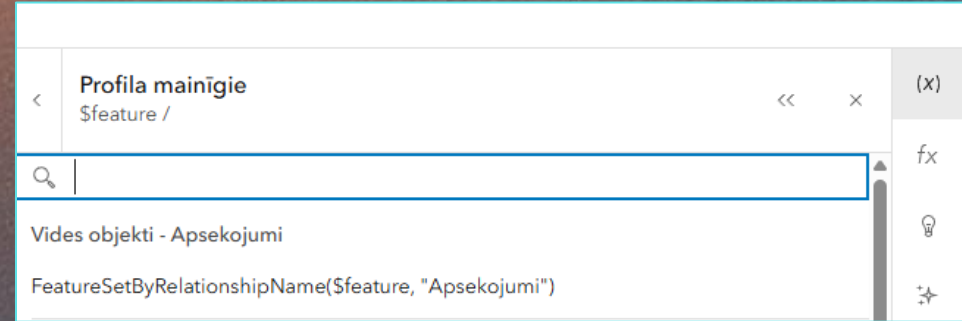 Profila mainīgie
$feature /
(x)
fx
Vides objekti - Apsekojumi
FeatureSetByRelationshipName($feature, "Apsekojumi")